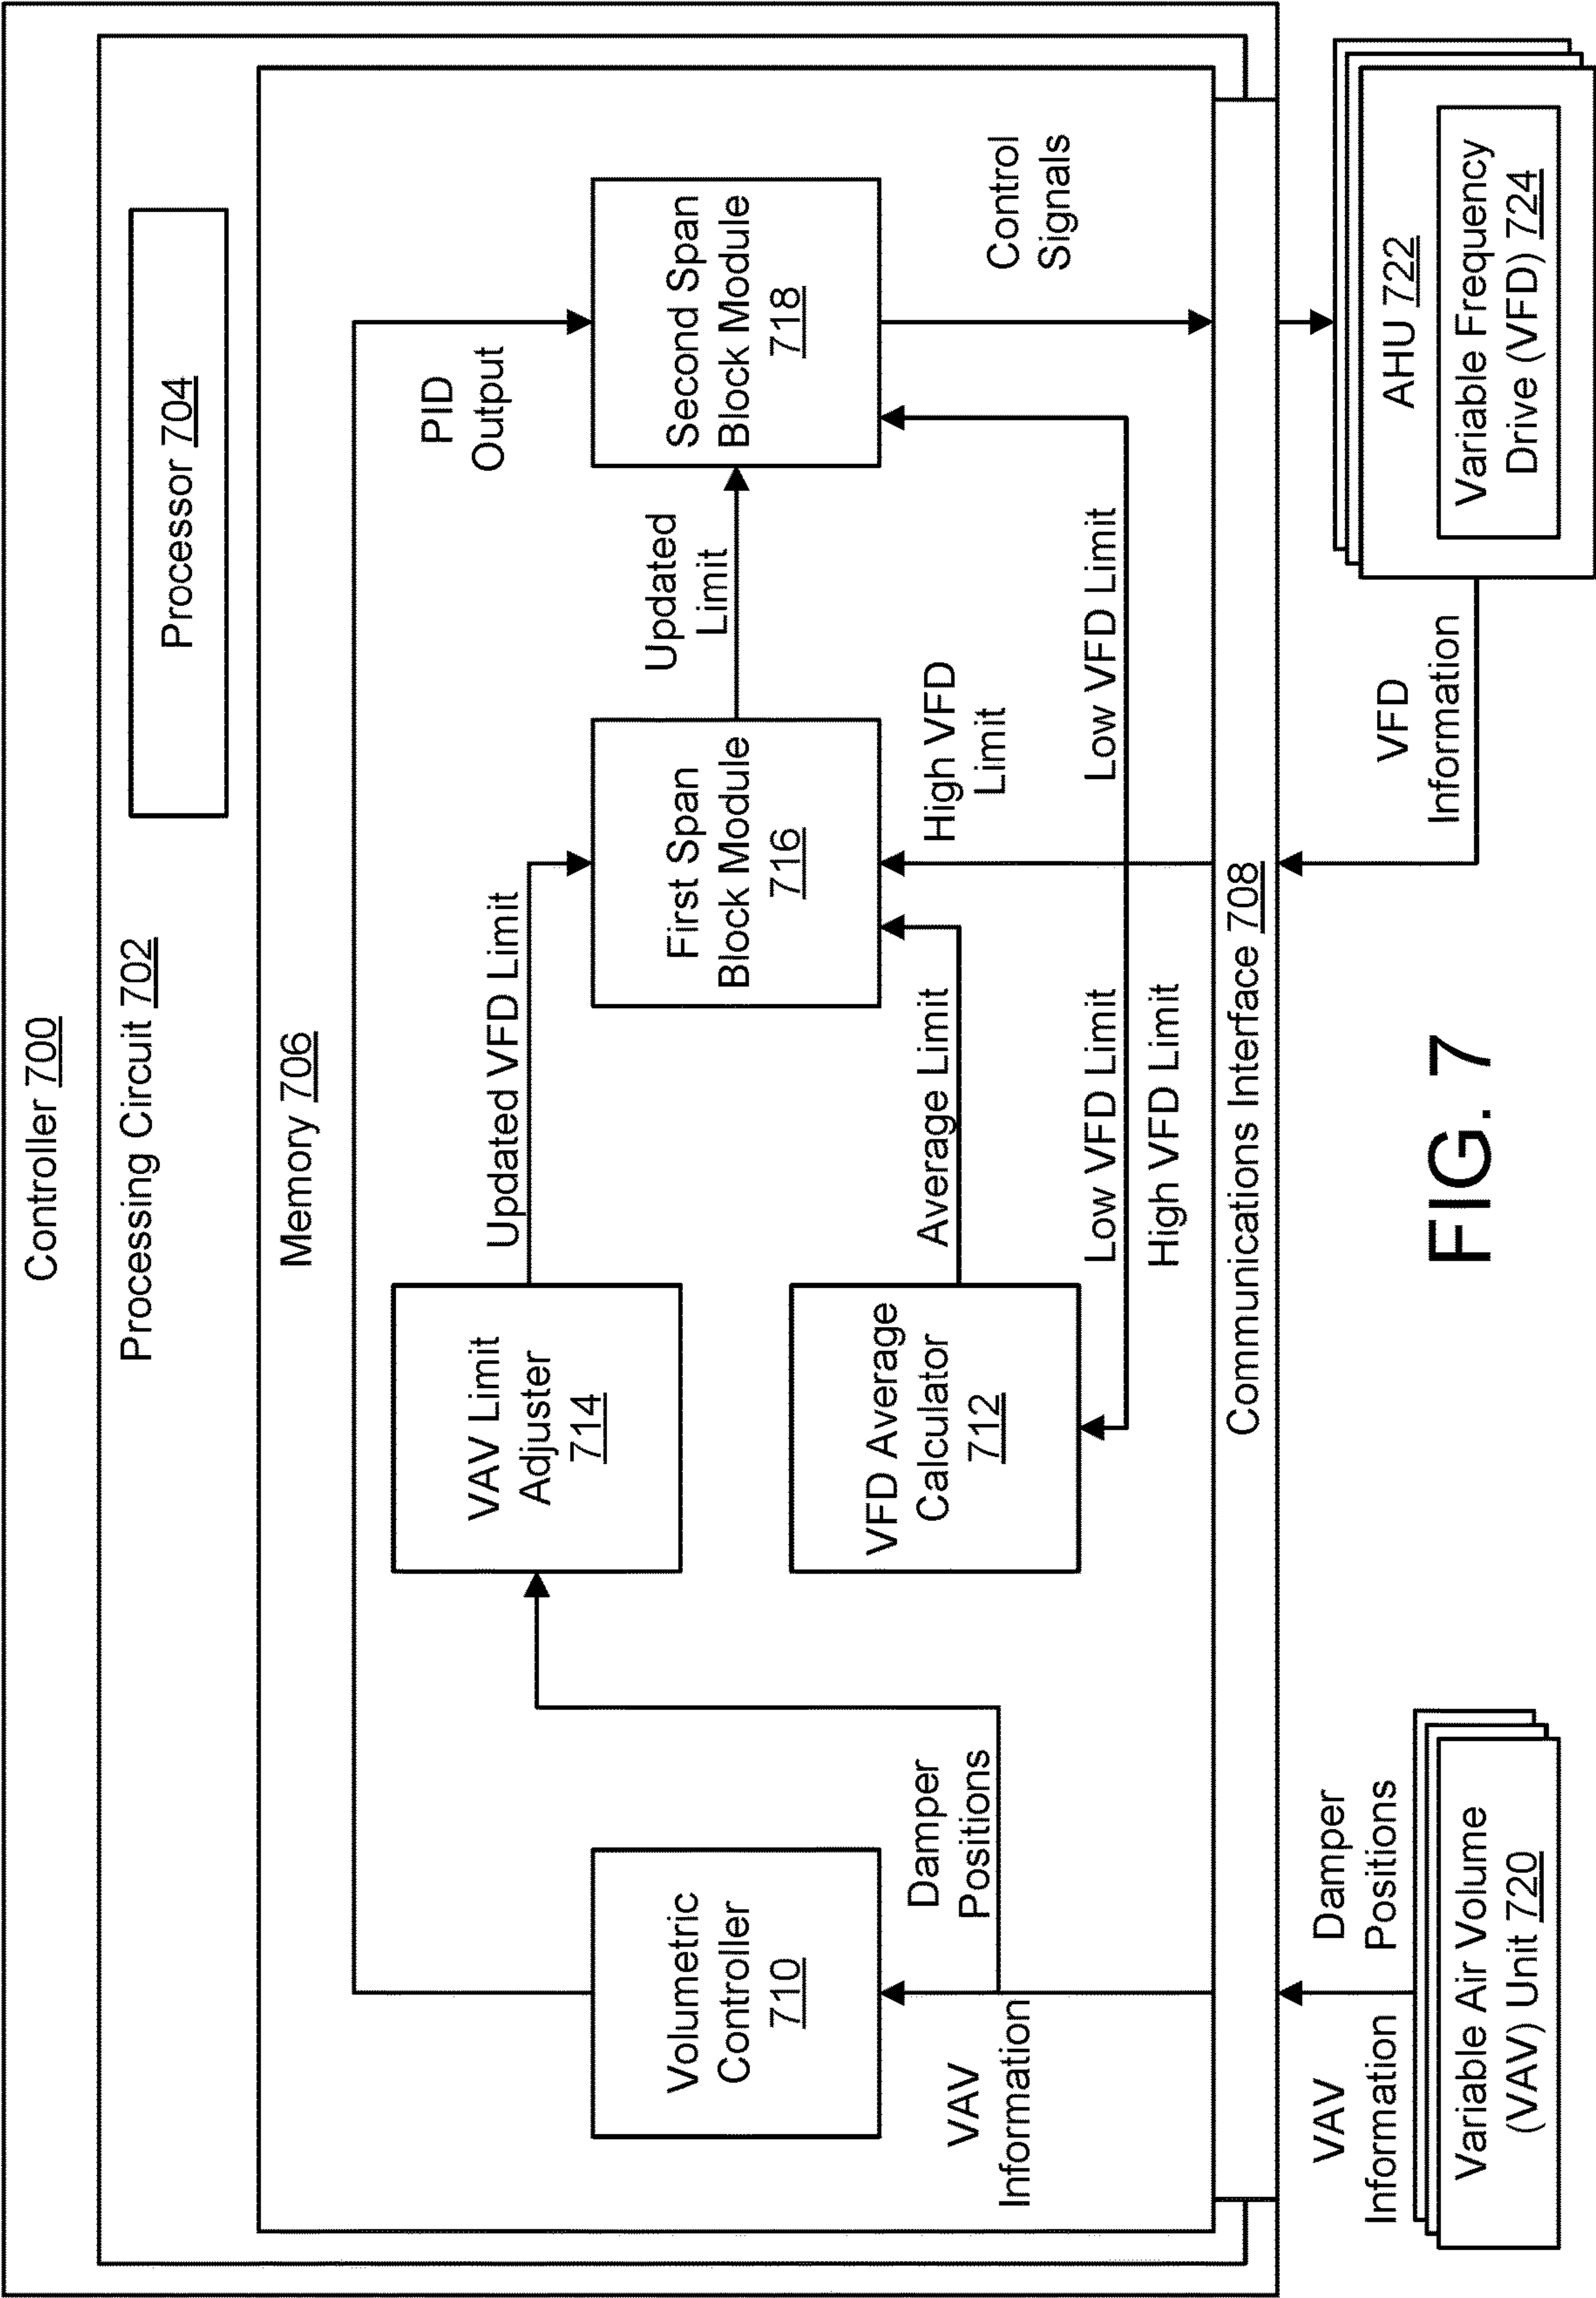 Controller 700
Processing Circuit 702
Processor 704
Memory 706
PID
Output
Updated VFD Limit
VAV Limit
Adjuster
714
Updated
Limit
Volumetric
Controller
710
First Span
Block Module
716
Second Span
Block Module
718
VFD Average
Calculator
712
Damper
Positions
VAV
Information
Average Limit
High VFD
Limit
Control
Signals
Low VFD Limit
High VFD Limit
Low VFD Limit
Communications Interface 708
VAV
Information
Damper
Positions
VFD
Information
AHU 722
Variable Frequency
Drive (VFD) 724
Variable Air Volume
(VAV) Unit 720
FIG. 7